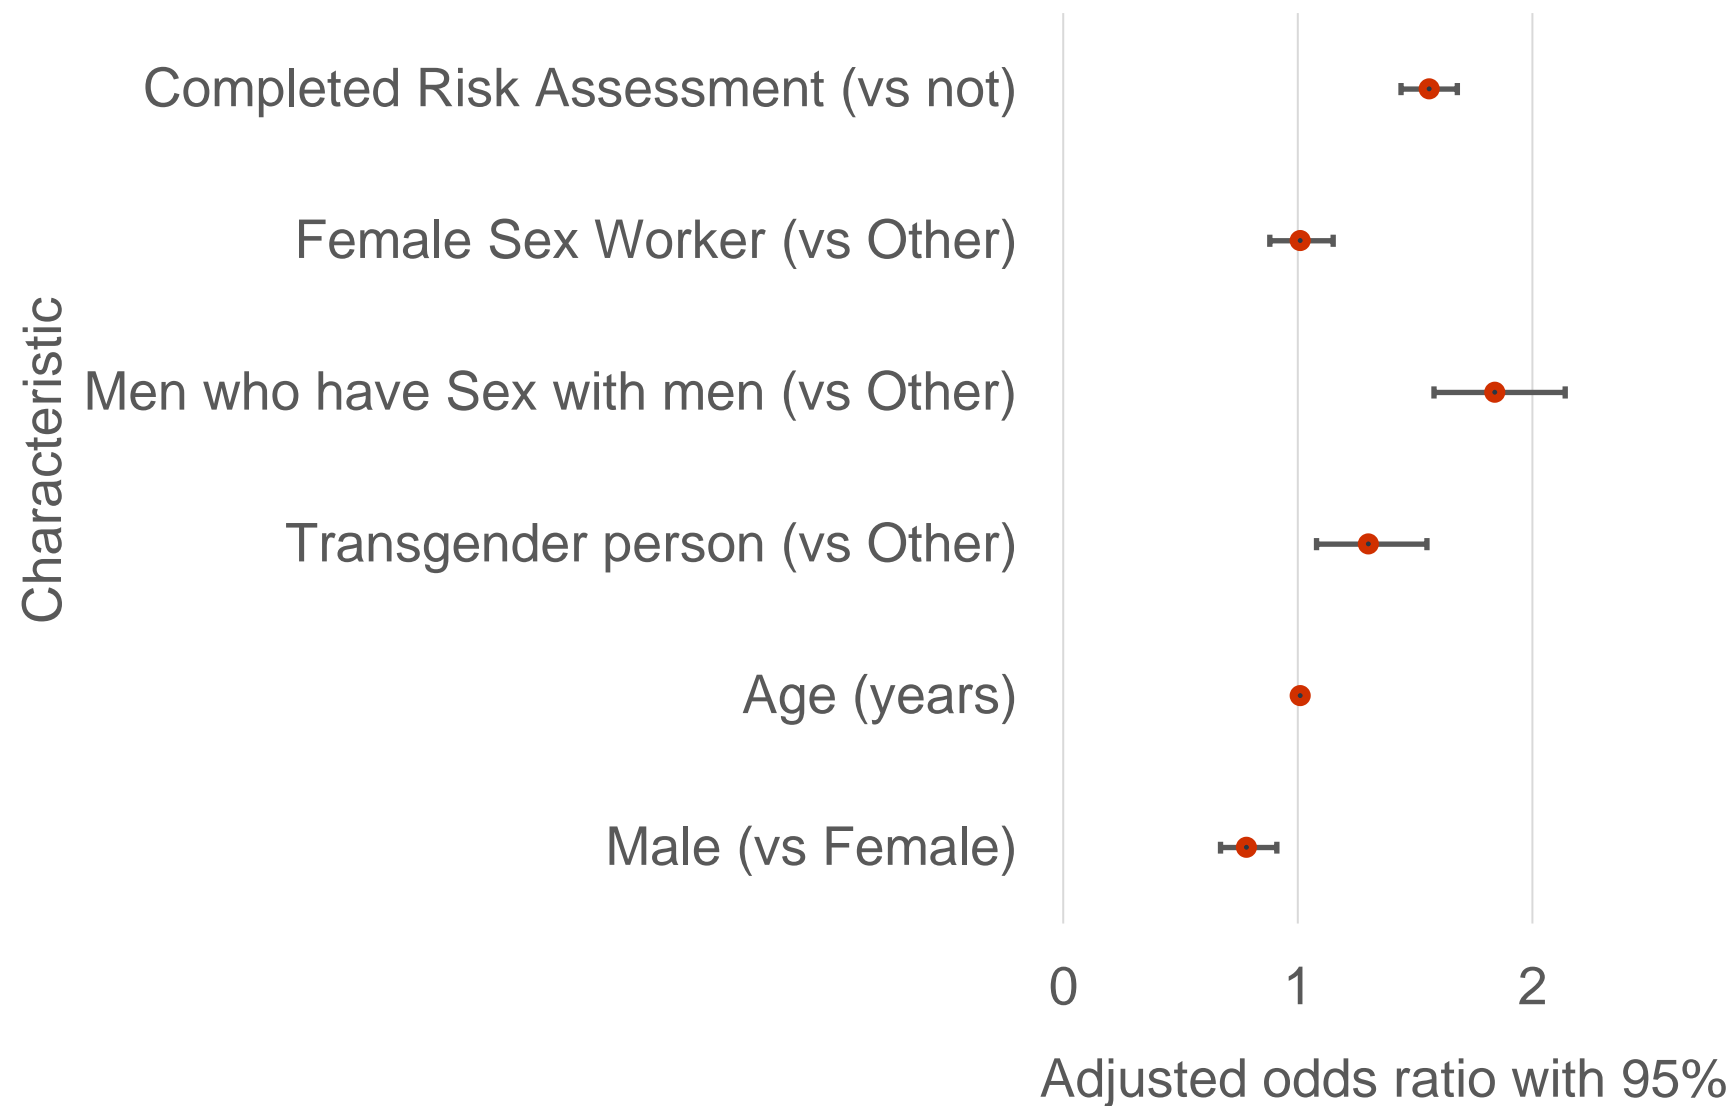 Completed Risk Assessment (vs not)
Female Sex Worker (vs Other)
Characteristic
Men who have Sex with men (vs Other)
Transgender person (vs Other)
Age (years)
Male (vs Female)
0 1 2
Adjusted odds ratio with 95%